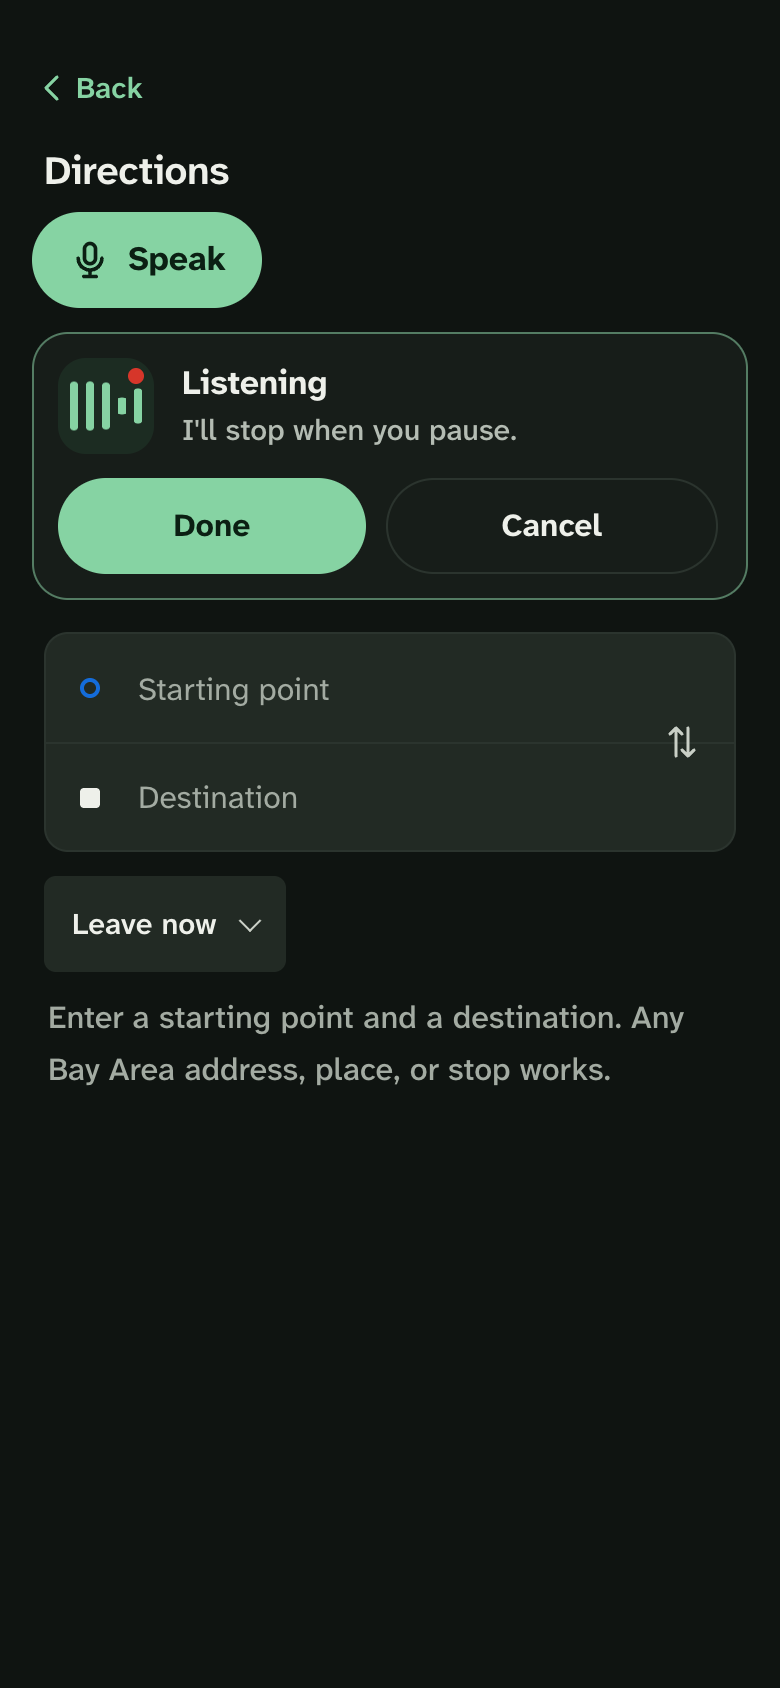 Back
Directions
Speak
Listening
I'll stop when you pause.
Done
Cancel
Starting point
Destination
Leave now
Enter a starting point and a destination. Any
Bay Area address, place, or stop works.